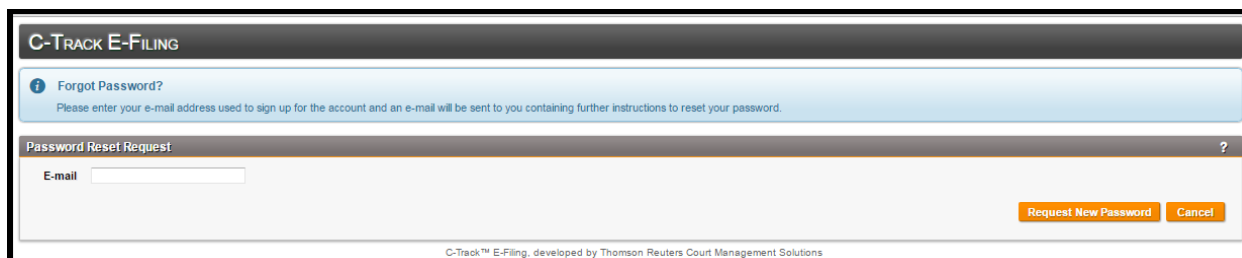 C-Track E-Filing
Forgot Password?
Please enter your e-mail address used to sign up for the account and an e-mail will be sent to you containing further instructions to reset your password.
Password Reset Request ?
E-mail
Request New Password Cancel
C-Track™ E-Filing, developed by Thomson Reuters Court Management Solutions